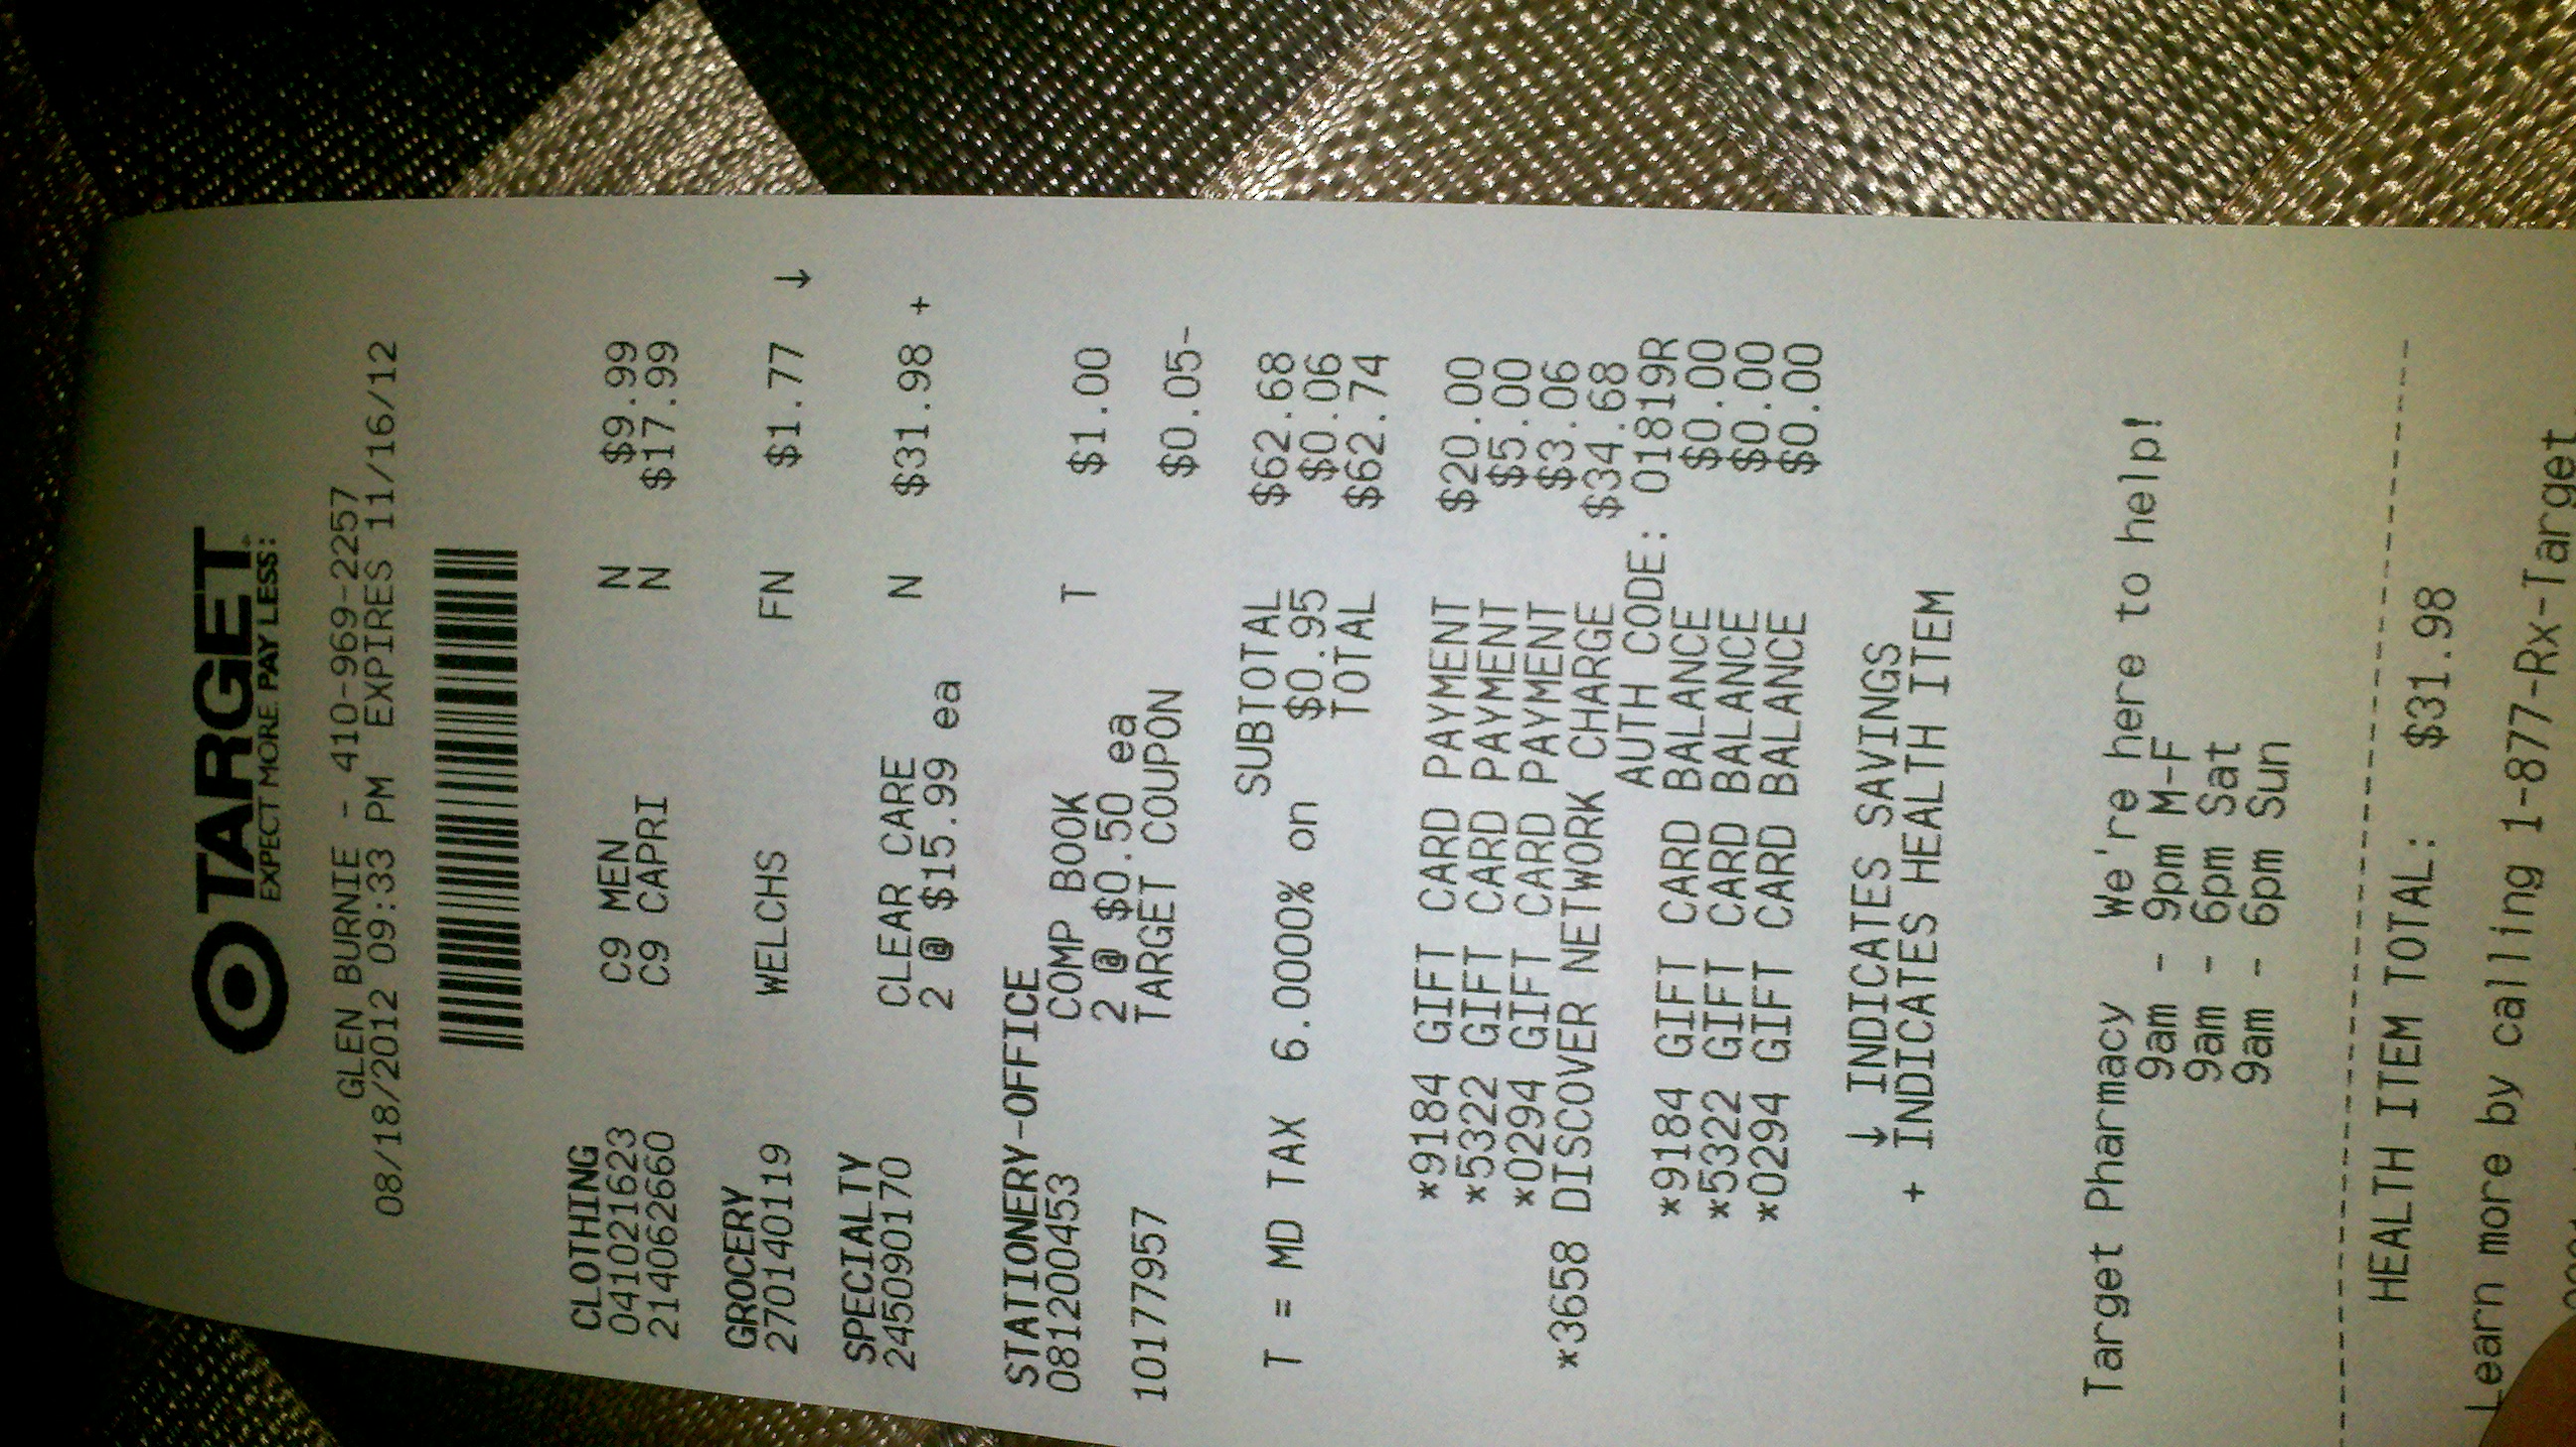 TARGET
EXPECT MORE. PAY LESS.
GLEN BURNIE - 410-969-2257
08/18/2012 09:33 PM EXPIRES 11/16/12
CLOTHING
041021623 C9 MEN N $9.99
214062660 C9 CAPRI N $17.99
GROCERY
270140119 WELCHS FN $1.77 ↓
SPECIALTY
245090170 CLEAR CARE N $31.98 +
2 @ $15.99 ea
STATIONERY-OFFICE
081200453 COMP BOOK T $1.00
2 @ $0.50 ea
10177957 TARGET COUPON $0.05-
SUBTOTAL $62.68
T = MD TAX 6.0000% on $0.95 $0.06
TOTAL $62.74
*9184 GIFT CARD PAYMENT $20.00
*5322 GIFT CARD PAYMENT $5.00
*0294 GIFT CARD PAYMENT $3.06
*3658 DISCOVER NETWORK CHARGE $34.68
AUTH CODE: 01819R
*9184 GIFT CARD BALANCE $0.00
*5322 GIFT CARD BALANCE $0.00
*0294 GIFT CARD BALANCE $0.00
↓ INDICATES SAVINGS
+ INDICATES HEALTH ITEM
Target Pharmacy We're here to help!
9am - 9pm M-F
9am - 6pm Sat
9am - 6pm Sun
HEALTH ITEM TOTAL: $31.98
Learn more by calling 1-877-Rx-Target.